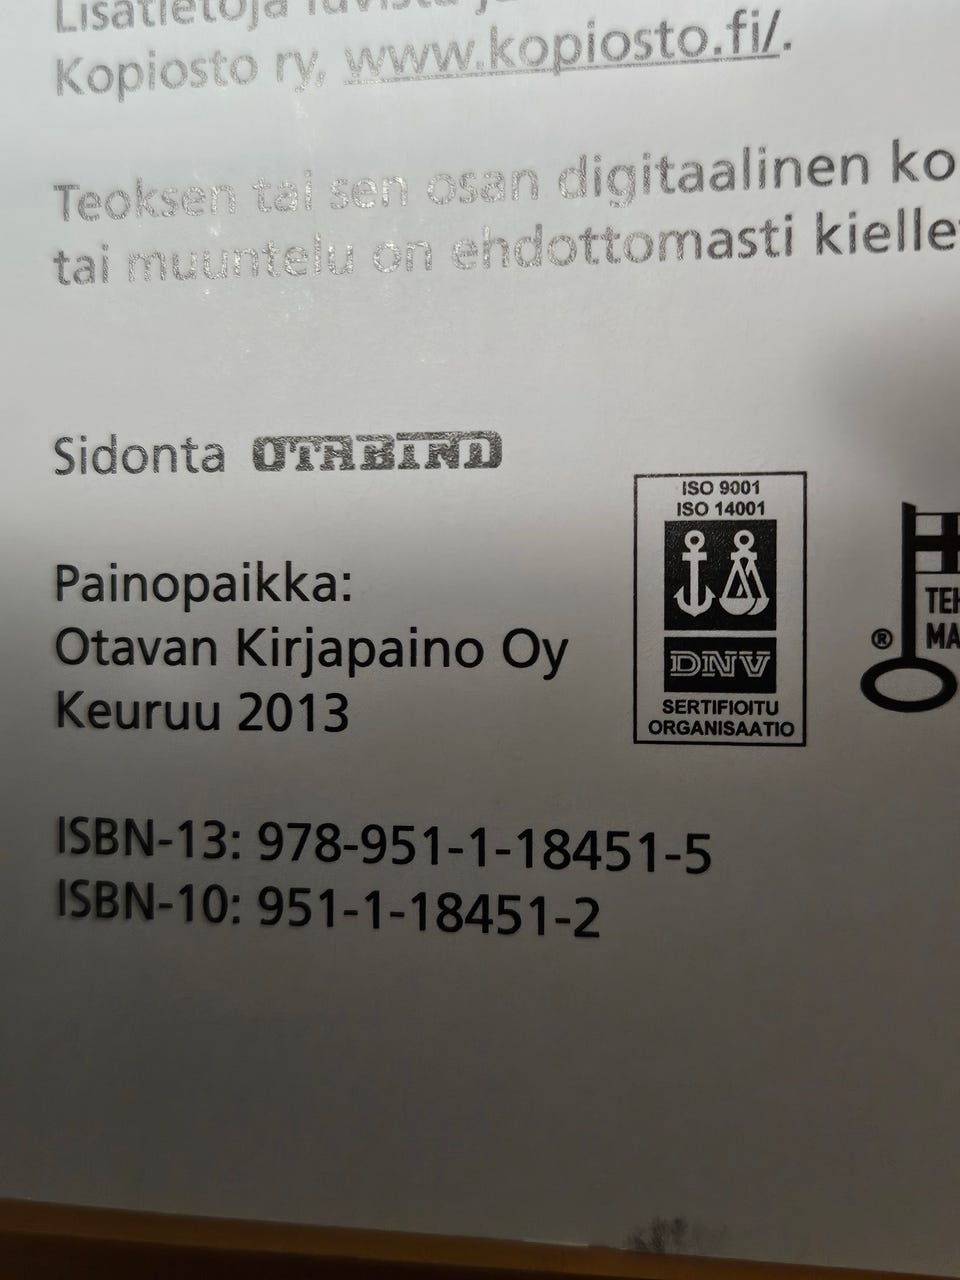 Lisätietoja luvista
Kopiosto ry, www.kopiosto.fi/.
Teoksen tai sen osan digitaalinen ko
tai muuntelu on ehdottomasti kielle
Sidonta OTABIND
ISO 9001
ISO 14001
DNV
SERTIFIOITU
ORGANISAATIO
®
Painopaikka:
Otavan Kirjapaino Oy
Keuruu 2013
ISBN-13: 978-951-1-18451-5
ISBN-10: 951-1-18451-2